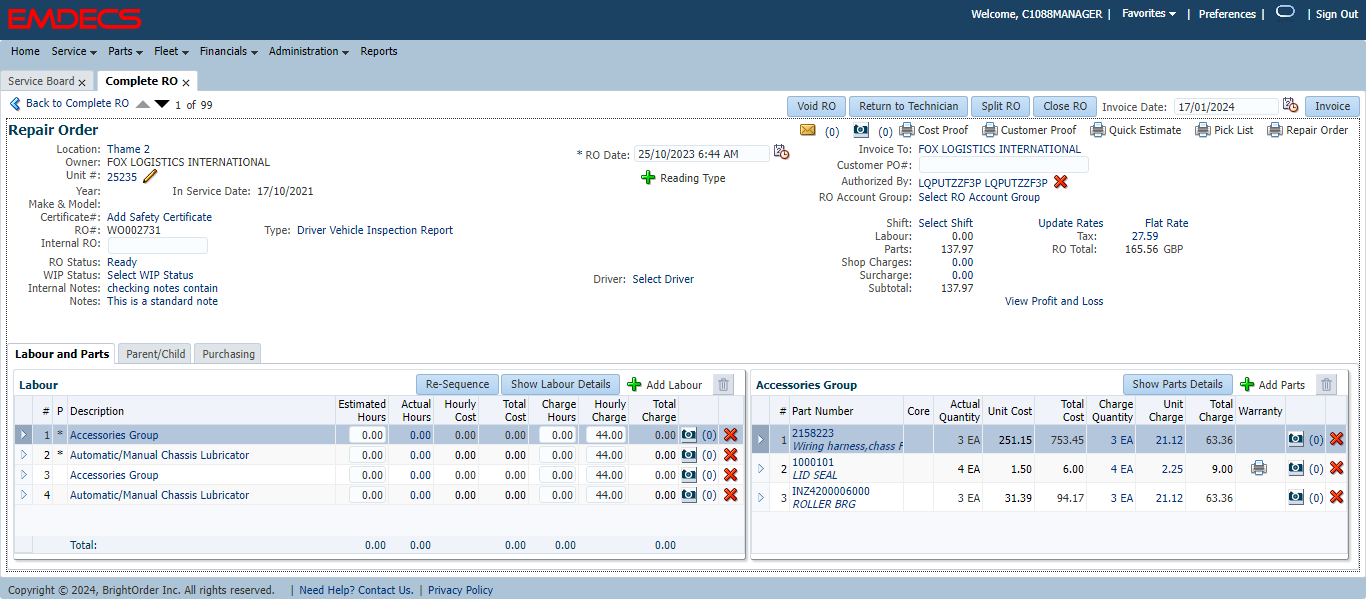 EMDECS
Welcome, C1088MANAGER | Favorites | Preferences | | Sign Out
Home Service Parts Fleet Financials Administration Reports
Service Board x Complete RO x
Back to Complete RO 1 of 99 Void RO Return to Technician Split RO Close RO Invoice Date: 17/01/2024 Invoice
Repair Order (0) (0) Cost Proof Customer Proof Quick Estimate Pick List Repair Order
Location: Thame 2 * RO Date: 25/10/2023 6:44 AM Invoice To: FOX LOGISTICS INTERNATIONAL
Owner: FOX LOGISTICS INTERNATIONAL Customer PO#:
Unit #: 25235 Reading Type Authorized By: LQPUTZZF3P LQPUTZZF3P
Year: In Service Date: 17/10/2021 RO Account Group: Select RO Account Group
Make & Model:
Certificate#: Add Safety Certificate Shift: Select Shift Update Rates Flat Rate
RO#: WO002731 Type: Driver Vehicle Inspection Report Labour: 0.00 Tax: 27.59
Internal RO: Parts: 137.97 RO Total: 165.56 GBP
RO Status: Ready Shop Charges: 0.00
WIP Status: Select WIP Status Driver: Select Driver Surcharge: 0.00
Internal Notes: checking notes contain Subtotal: 137.97
Notes: This is a standard note View Profit and Loss
Labour and Parts Parent/Child Purchasing
Labour Re-Sequence Show Labour Details Add Labour
# P Description Estimated Hours Actual Hours Hourly Cost Total Cost Charge Hours Hourly Charge Total Charge
1 * Accessories Group 0.00 0.00 0.00 0.00 0.00 44.00 0.00 (0)
2 * Automatic/Manual Chassis Lubricator 0.00 0.00 0.00 0.00 0.00 44.00 0.00 (0)
3 Accessories Group 0.00 0.00 0.00 0.00 0.00 44.00 0.00 (0)
4 Automatic/Manual Chassis Lubricator 0.00 0.00 0.00 0.00 0.00 44.00 0.00 (0)
Total: 0.00 0.00 0.00 0.00 0.00
Accessories Group Show Parts Details Add Parts
# Part Number Core Actual Quantity Unit Cost Total Cost Charge Quantity Unit Charge Total Charge Warranty
1 2158223 3 EA 251.15 753.45 3 EA 21.12 63.36 (0)
Wiring harness,chass F
2 1000101 4 EA 1.50 6.00 4 EA 2.25 9.00 (0)
LID SEAL
3 INZ4200006000 3 EA 31.39 94.17 3 EA 21.12 63.36 (0)
ROLLER BRG
Copyright © 2024, BrightOrder Inc. All rights reserved. | Need Help? Contact Us. | Privacy Policy